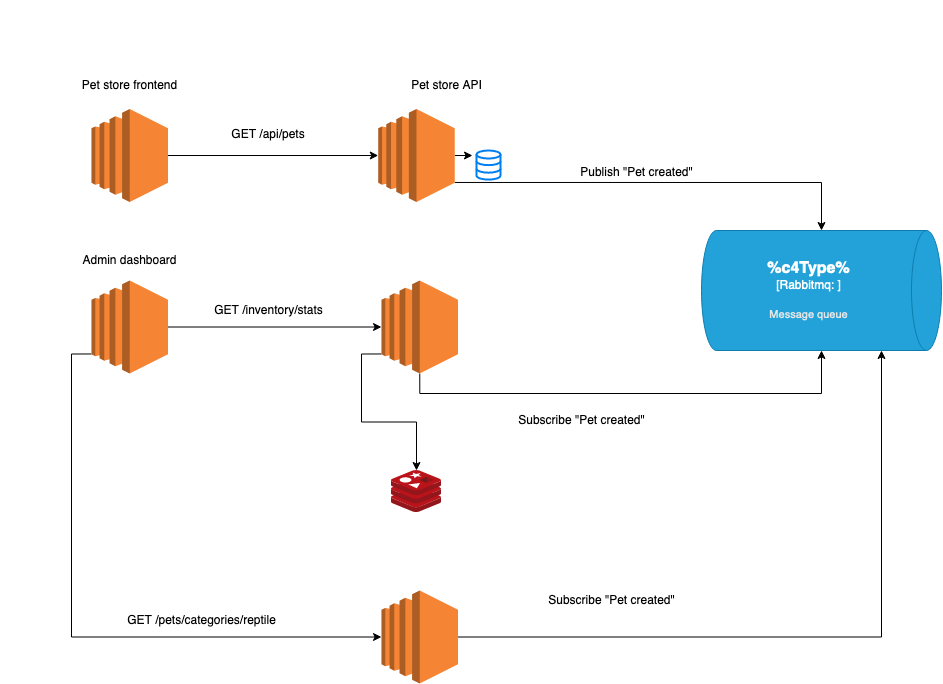 Pet store frontend
Pet store API
GET /api/pets
Publish "Pet created"
Admin dashboard
%c4Type%
[Rabbitmq: ]
Message queue
GET /inventory/stats
Subscribe "Pet created"
Subscribe "Pet created"
GET /pets/categories/reptile